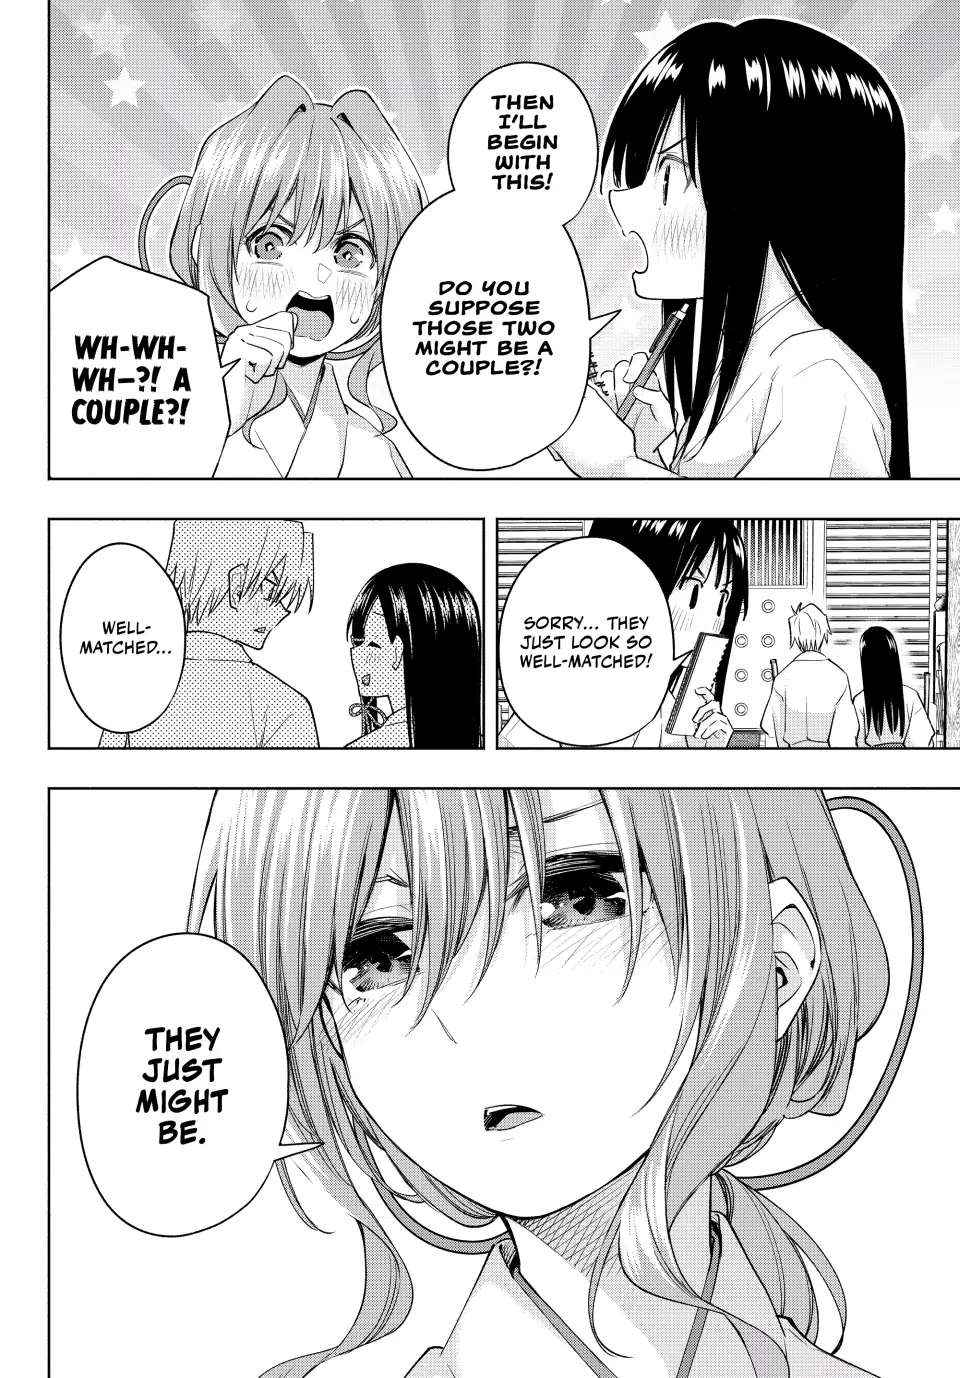 THEN
I'LL
BEGIN
WITH
THIS!
DO YOU
SUPPOSE
THOSE TWO
MIGHT BE A
COUPLE?!
WH-WH-
WH-?! A
COUPLE?!
SORRY... THEY
JUST LOOK SO
WELL-MATCHED!
WELL-
MATCHED...
THEY
JUST
MIGHT
BE.